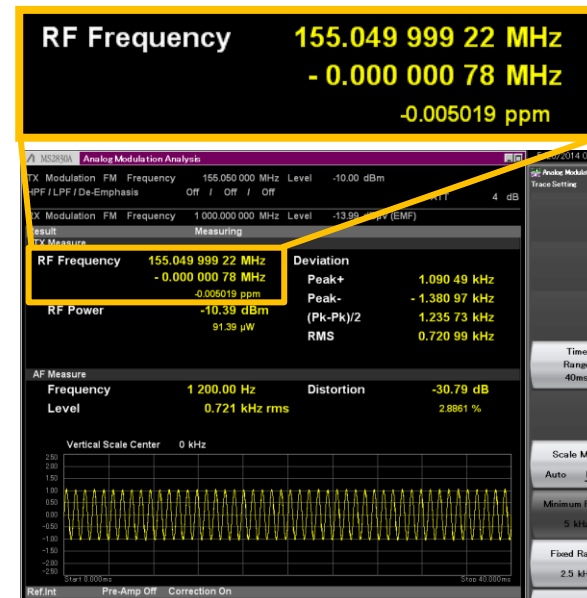 RF Frequency 155.049 999 22 MHz
- 0.000 000 78 MHz
-0.005019 ppm
MS2830A Analog Modulation Analysis
TX Modulation FM Frequency 155.050 000 MHz Level -10.00 dBm
HPF / LPF / De-Emphasis Off / Off / Off 4 dB
RX Modulation FM Frequency 1 000.000 000 MHz Level -13.99 (EMF)
Result Measuring
TX Measure
RF Frequency 155.049 999 22 MHz Deviation
- 0.000 000 78 MHz Peak+ 1.090 49 kHz
-0.005019 ppm Peak- - 1.380 97 kHz
RF Power -10.39 dBm (Pk-Pk)/2 1.235 73 kHz
91.39 µW RMS 0.720 99 kHz
AF Measure
Frequency 1 200.00 Hz Distortion -30.79 dB
Level 0.721 kHz rms 2.8861 %
Vertical Scale Center 0 kHz
2.50
2.00
1.50
1.00
0.50
0.00
-0.50
-1.00
-1.50
-2.00
-2.50
Start 0.000ms Stop 40.000ms
Ref.Int Pre-Amp Off Correction On
Trace Setting
Time
Range
40ms
Scale M
Auto
Minimum
5 kHz
Fixed Ra
2.5 kH